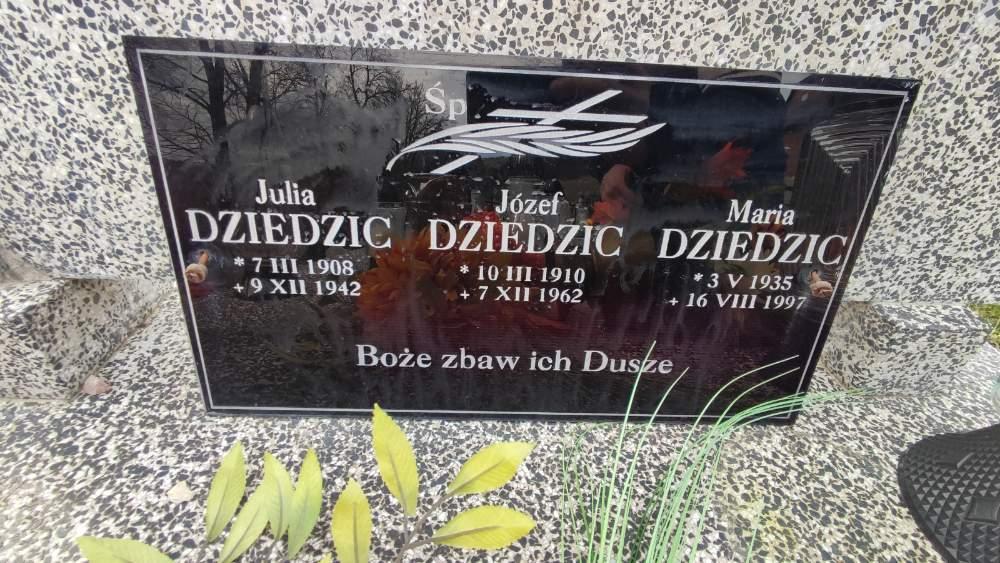 Śp.
Julia
DZIEDZIC
* 7 III 1908
+ 9 XII 1942
Józef
DZIEDZIC
* 10 III 1910
+ 7 XII 1962
Maria
DZIEDZIC
* 3 V 1935
+ 16 VIII 1997
Boże zbaw ich Dusze